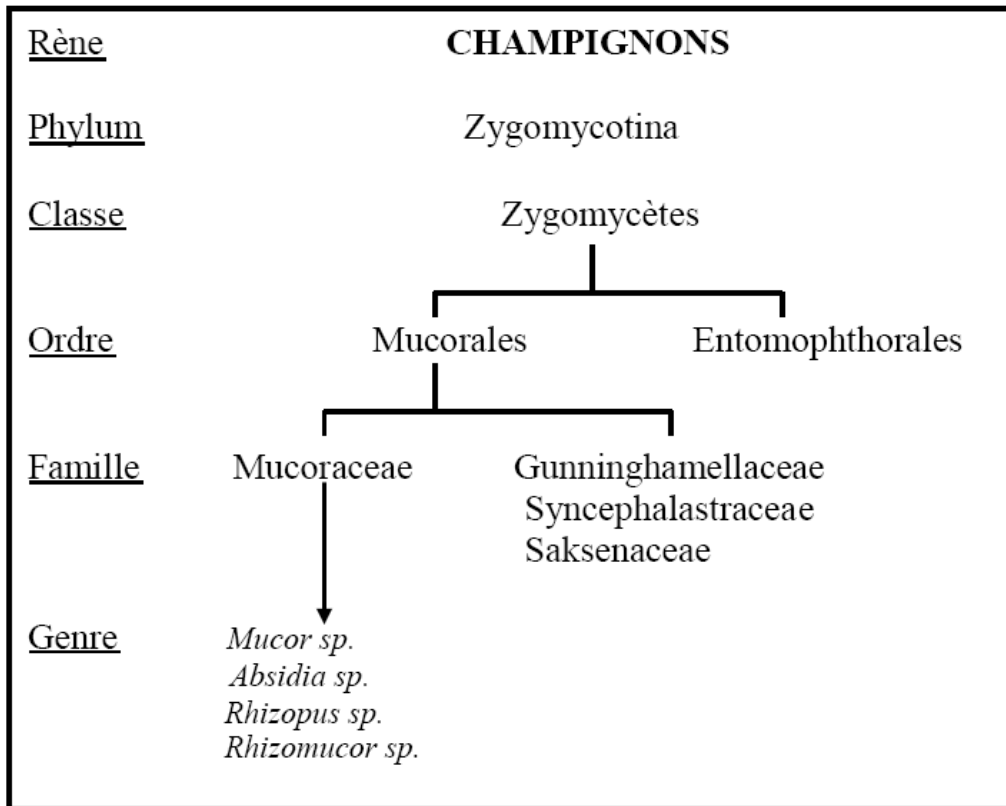 Rène CHAMPIGNONS
Phylum Zygomycotina
Classe Zygomycètes
Ordre Mucorales Entomophthorales
Famille Mucoraceae Gunninghamellaceae
Syncephalastraceae
Saksenaceae
Genre Mucor sp.
Absidia sp.
Rhizopus sp.
Rhizomucor sp.